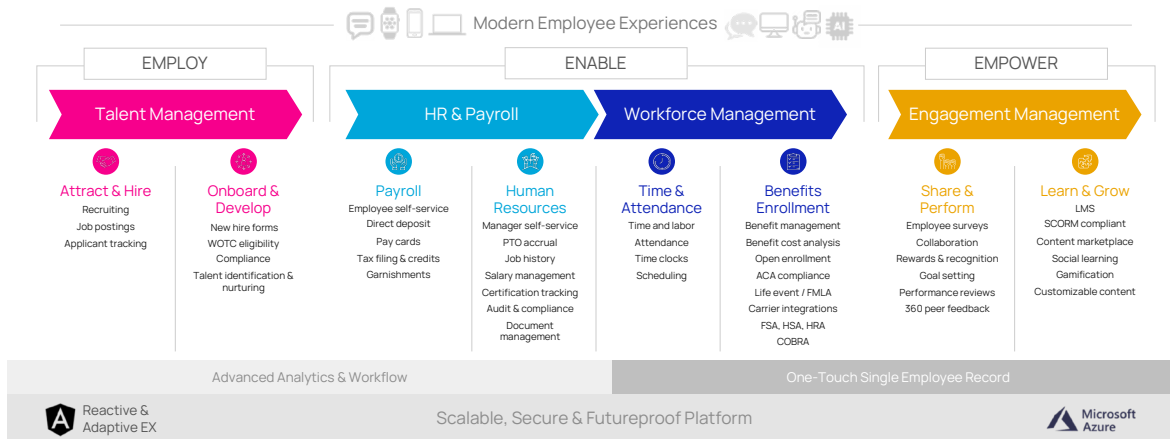 Modern Employee Experiences
AI
EMPLOY
ENABLE
EMPOWER
Talent Management
HR & Payroll
Workforce Management
Engagement Management
Attract & Hire
Recruiting
Job postings
Applicant tracking
Onboard &
Develop
New hire forms
WOTC eligibility
Compliance
Talent identification &
nurturing
Payroll
Employee self-service
Direct deposit
Pay cards
Tax filing & credits
Garnishments
Human
Resources
Manager self-service
PTO accrual
Job history
Salary management
Certification tracking
Audit & compliance
Document
management
Time &
Attendance
Time and labor
Attendance
Time clocks
Scheduling
Benefits
Enrollment
Benefit management
Benefit cost analysis
Open enrollment
ACA compliance
Life event / FMLA
Carrier integrations
FSA, HSA, HRA
COBRA
Share &
Perform
Employee surveys
Collaboration
Rewards & recognition
Goal setting
Performance reviews
360 peer feedback
Learn & Grow
LMS
SCORM compliant
Content marketplace
Social learning
Gamification
Customizable content
Advanced Analytics & Workflow
One-Touch Single Employee Record
A
Reactive &
Adaptive EX
Scalable, Secure & Futureproof Platform
Microsoft
Azure